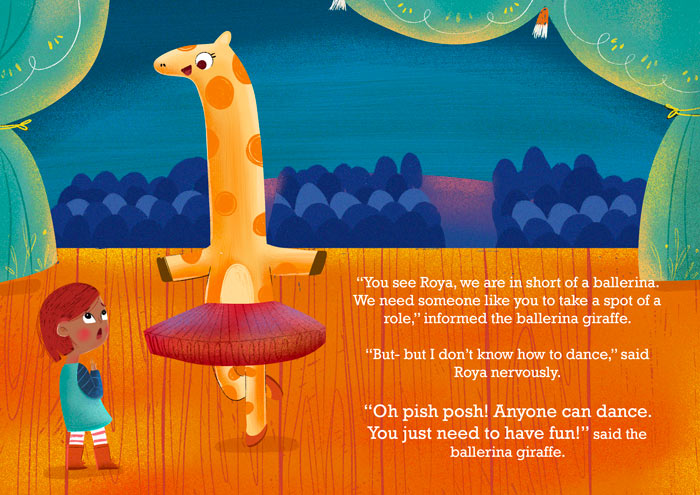 “You see Roya, we are in short of a ballerina.
We need someone like you to take a spot of a
role,” informed the ballerina giraffe.
“But- but I don’t know how to dance,” said
Roya nervously.
“Oh pish posh! Anyone can dance.
You just need to have fun!” said the
ballerina giraffe.